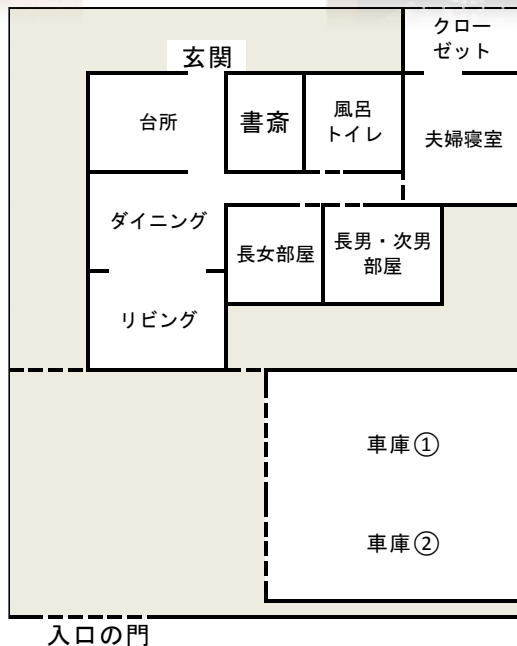 クロー
ゼット
玄関
台所
書斎
風呂
トイレ
夫婦寝室
ダイニング
長女部屋
長男・次男
部屋
リビング
車庫①
車庫②
入口の門